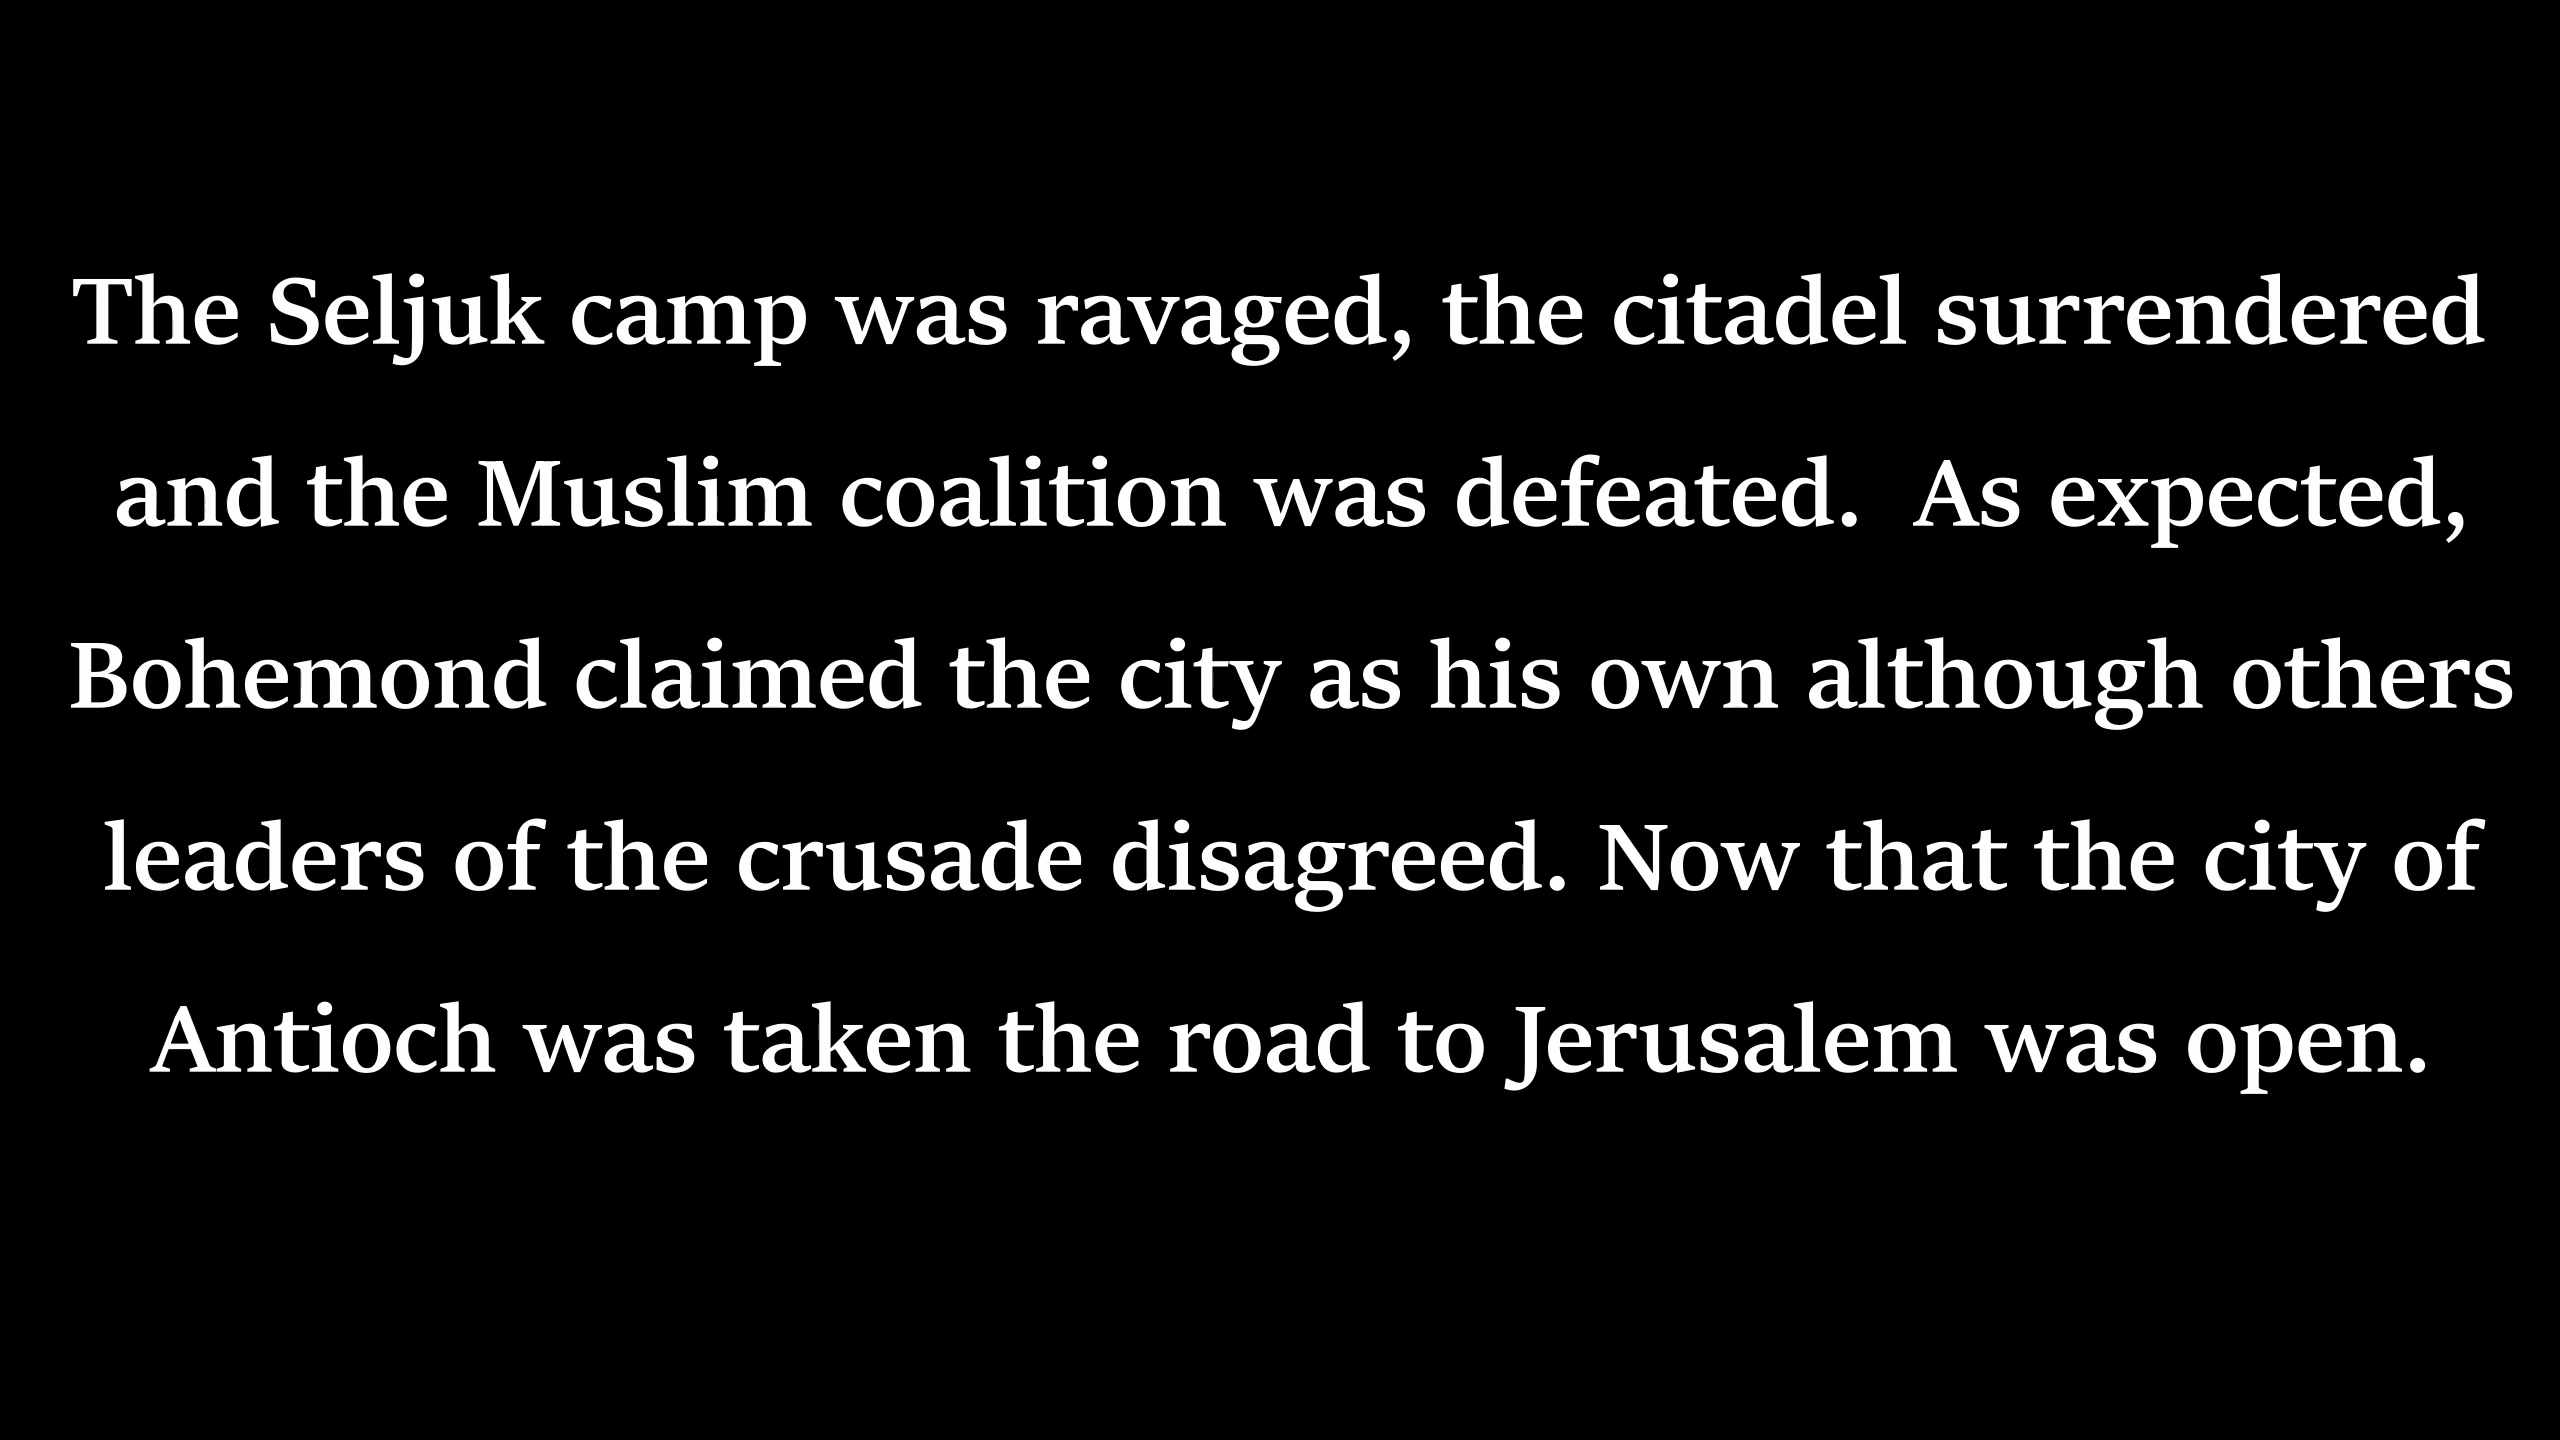 The Seljuk camp was ravaged, the citadel surrendered
and the Muslim coalition was defeated.  As expected,
Bohemond claimed the city as his own although others
leaders of the crusade disagreed. Now that the city of
Antioch was taken the road to Jerusalem was open.